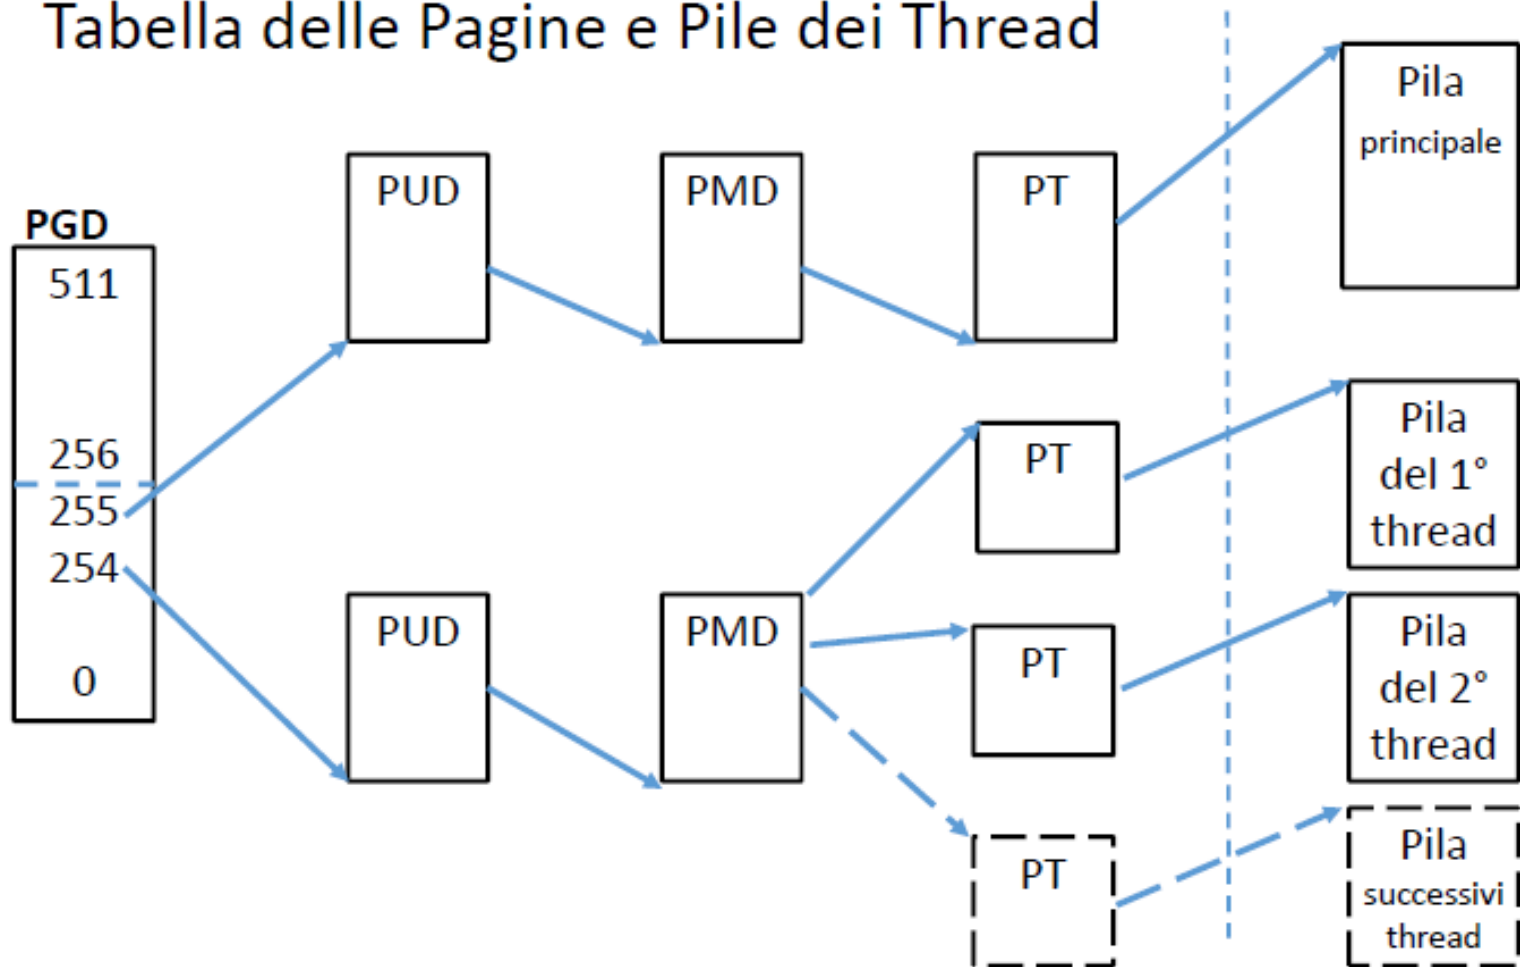 Tabella delle Pagine e Pile dei Thread
PGD
511
256
255
254
0
PUD
PMD
PT
Pila
principale
PUD
PMD
PT
Pila
del 1°
thread
PT
Pila
del 2°
thread
PT
Pila
successivi
thread